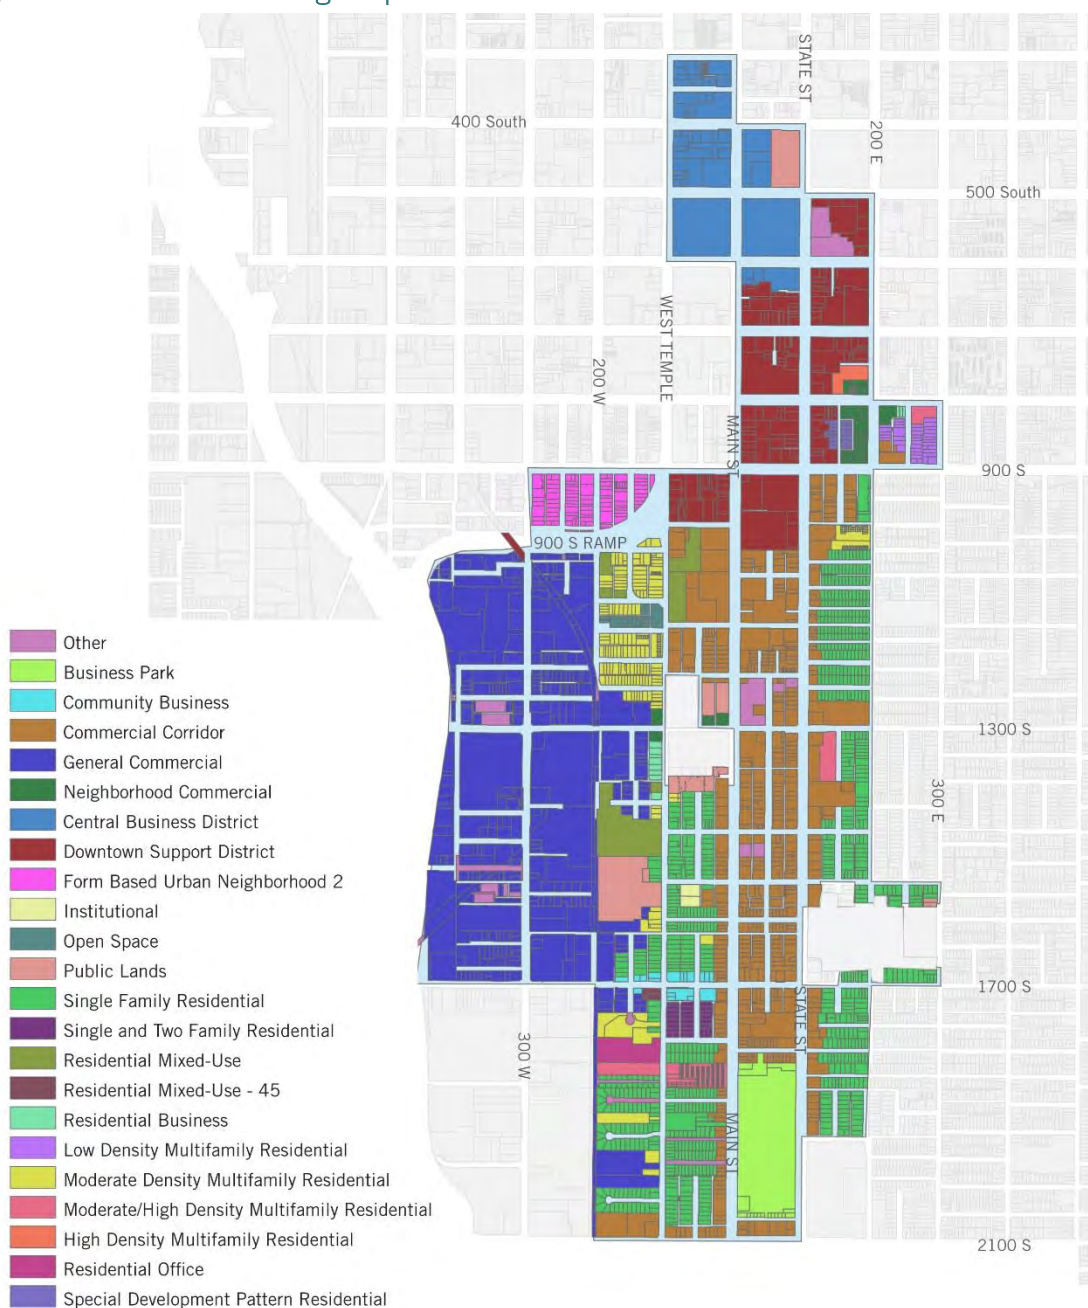 400 South
STATE ST
200 E
500 South
WEST TEMPLE
200 W
MAIN ST
900 S
900 S RAMP
Other
Business Park
Community Business
Commercial Corridor
General Commercial
Neighborhood Commercial
Central Business District
Downtown Support District
Form Based Urban Neighborhood 2
Institutional
Open Space
Public Lands
Single Family Residential
Single and Two Family Residential
Residential Mixed-Use
Residential Mixed-Use - 45
Residential Business
Low Density Multifamily Residential
Moderate Density Multifamily Residential
Moderate/High Density Multifamily Residential
High Density Multifamily Residential
Residential Office
Special Development Pattern Residential
1300 S
300 E
1700 S
STATE ST
300 W
MAIN ST
2100 S